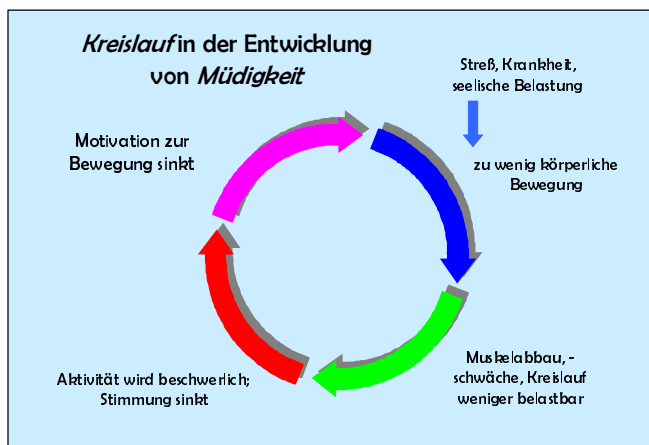 Kreislauf in der Entwicklung
von Müdigkeit
Streß, Krankheit,
seelische Belastung
zu wenig körperliche
Bewegung
Muskelabbau, -
schwäche, Kreislauf
weniger belastbar
Aktivität wird beschwerlich;
Stimmung sinkt
Motivation zur
Bewegung sinkt